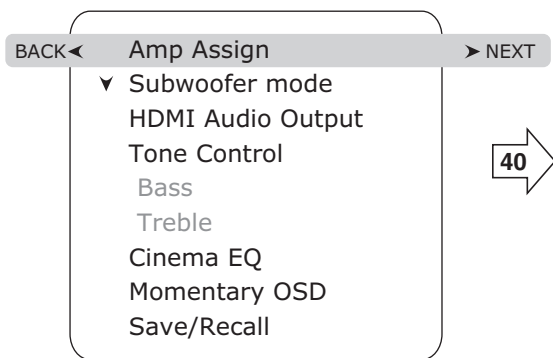 BACK Amp Assign NEXT
Subwoofer mode
HDMI Audio Output
Tone Control
40
Bass
Treble
Cinema EQ
Momentary OSD
Save/Recall